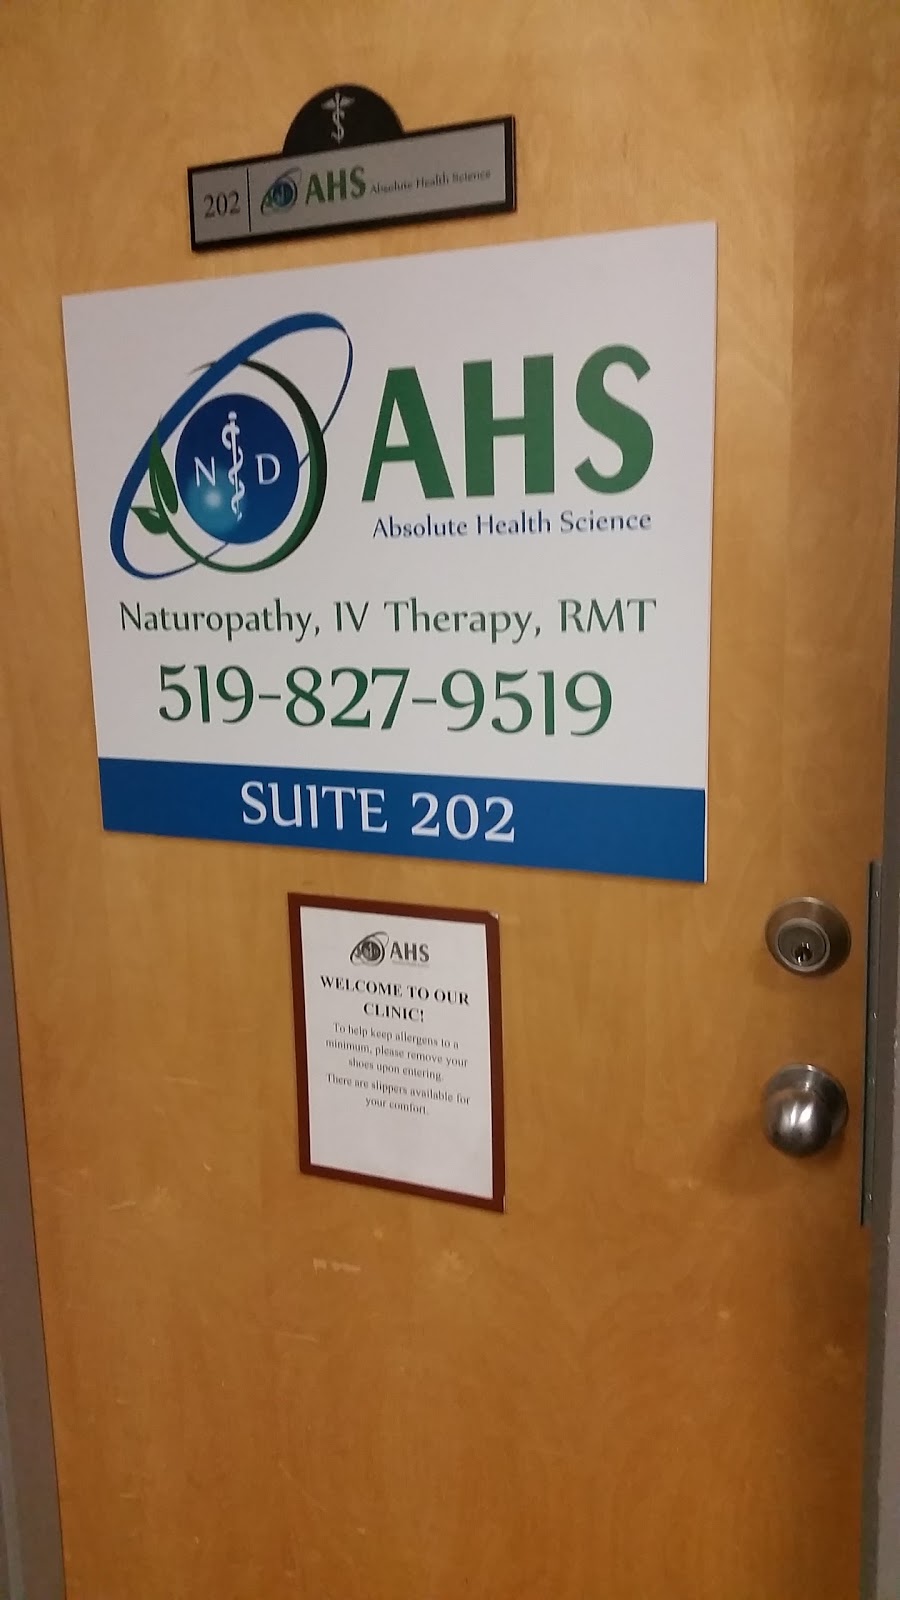 202 AHS Absolute Health Science
N D
AHS
Absolute Health Science
Naturopathy, IV Therapy, RMT
519-827-9519
SUITE 202
AHS
WELCOME TO OUR
CLINIC!
To help keep allergens to a
minimum, please remove your
shoes upon entering.
There are slippers available for
your comfort.